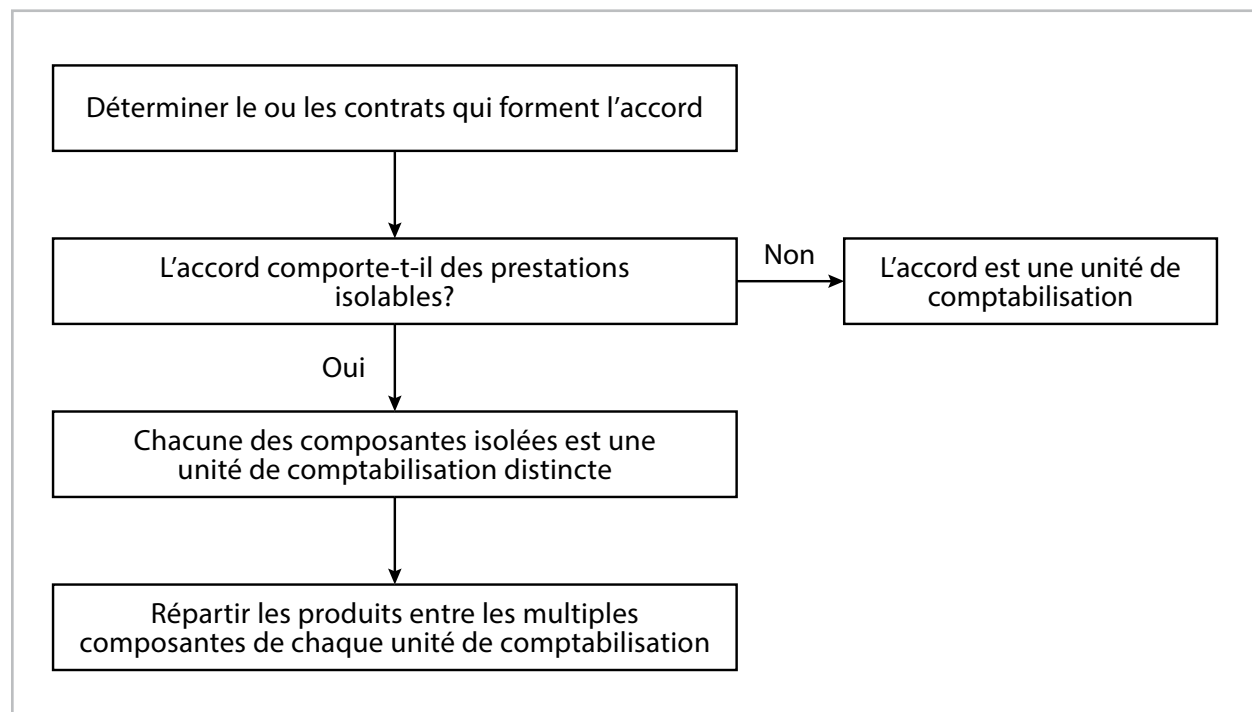 Déterminer le ou les contrats qui forment l’accord
L’accord comporte-t-il des prestations
isolables?
Non
L’accord est une unité de
comptabilisation
Oui
Chacune des composantes isolées est une
unité de comptabilisation distincte
Répartir les produits entre les multiples
composantes de chaque unité de comptabilisation